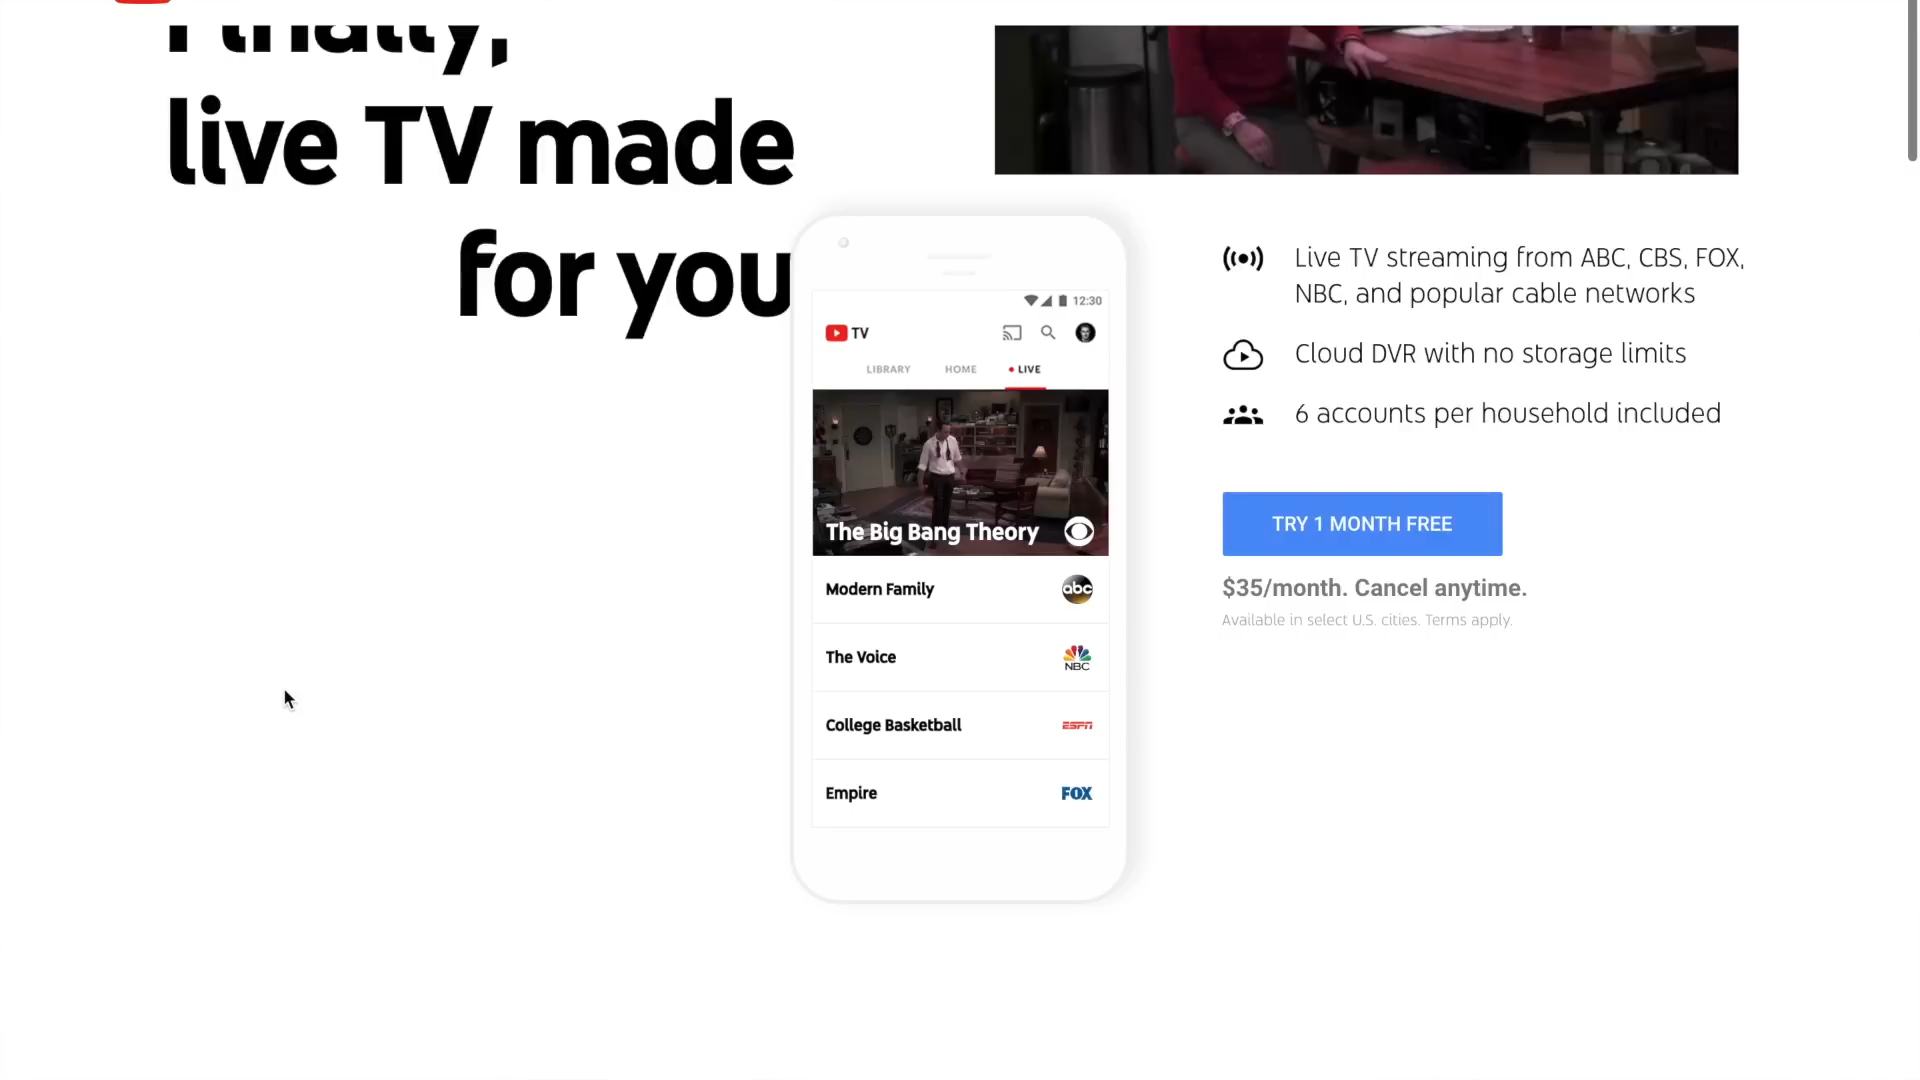 Finally,
live TV made
for you
Live TV streaming from ABC, CBS, FOX,
NBC, and popular cable networks
Cloud DVR with no storage limits
6 accounts per household included
TRY 1 MONTH FREE
$35/month. Cancel anytime.
Available in select U.S. cities. Terms apply.
12:30
TV
LIBRARY HOME LIVE
The Big Bang Theory
Modern Family abc
The Voice NBC
College Basketball ESPN
Empire FOX